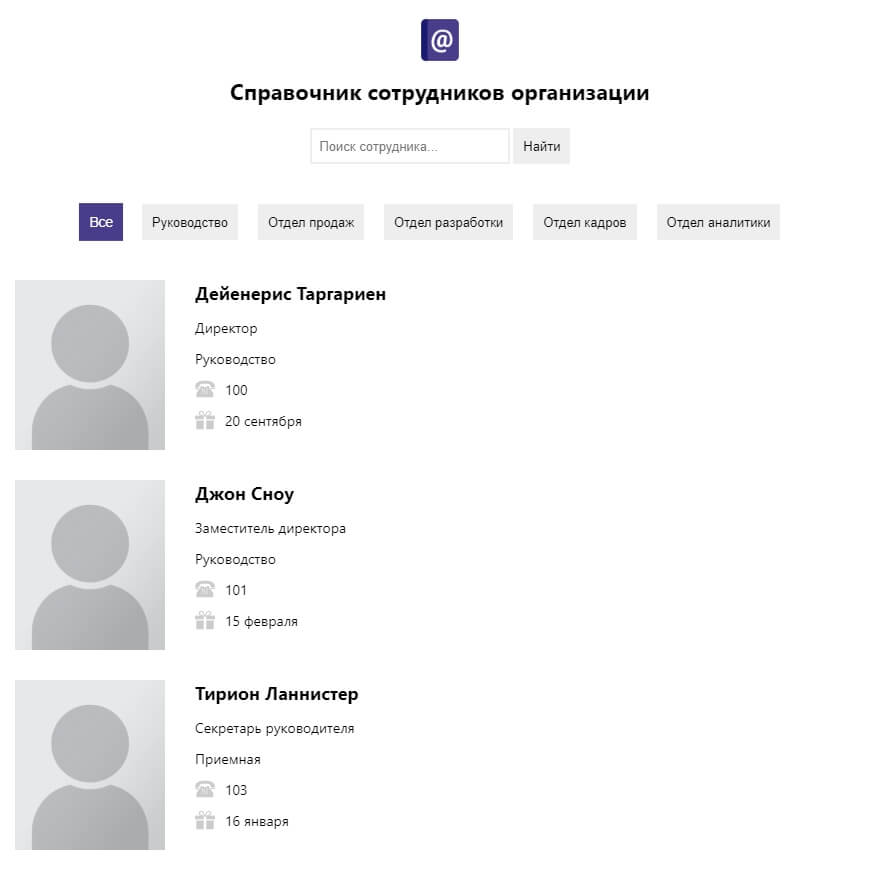 @
Справочник сотрудников организации
Поиск сотрудника... Найти
Все Руководство Отдел продаж Отдел разработки Отдел кадров Отдел аналитики
Дейенерис Таргариен
Директор
Руководство
100
20 сентября
Джон Сноу
Заместитель директора
Руководство
101
15 февраля
Тирион Ланнистер
Секретарь руководителя
Приемная
103
16 января